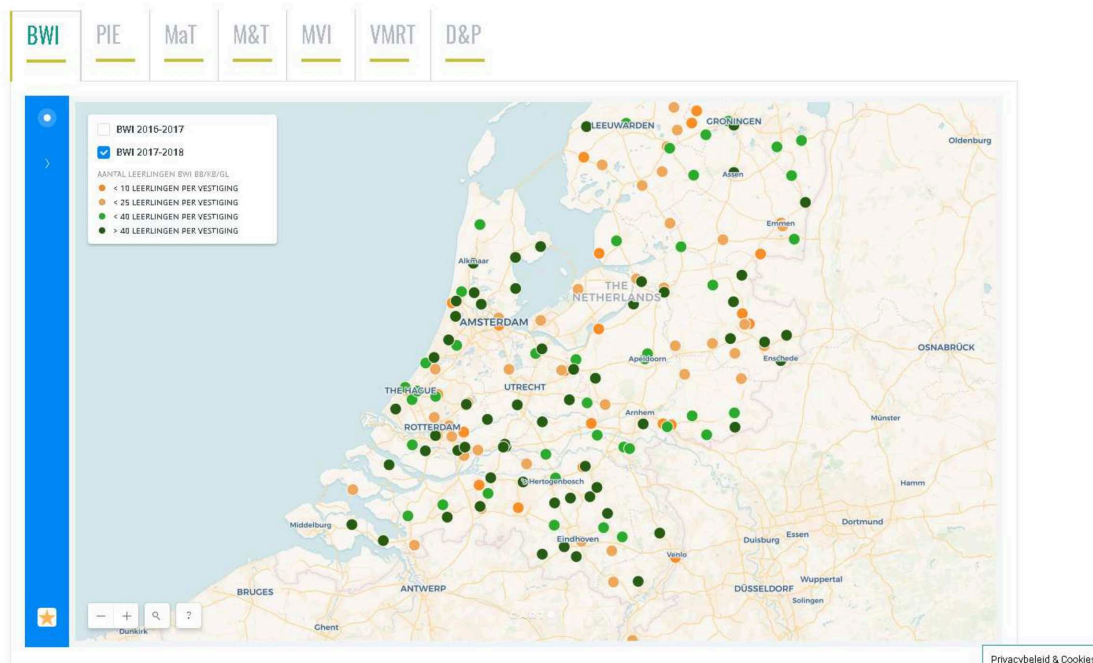 BWI PIE MaT M&T MVI VMRT D&P
BWI 2016-2017
BWI 2017-2018
AANTAL LEERLINGEN BWI BB/KB/GL
< 10 LEERLINGEN PER VESTIGING
< 25 LEERLINGEN PER VESTIGING
< 40 LEERLINGEN PER VESTIGING
> 40 LEERLINGEN PER VESTIGING
LEEUWARDEN
GRONINGEN
Oldenburg
Assen
Emmen
Alkmaar
THE
NETHERLANDS
AMSTERDAM
OSNABRÜCK
Apeldoorn
Enschede
THE HAGUE
UTRECHT
Arnhem
Münster
ROTTERDAM
's-Hertogenbosch
Hamm
Middelburg
Dortmund
Eindhoven
Duisburg
Essen
Venlo
Wuppertal
BRUGES
ANTWERP
DÜSSELDORF
Solingen
Ghent
Dunkirk
− + ?
Privacybeleid & Cookies